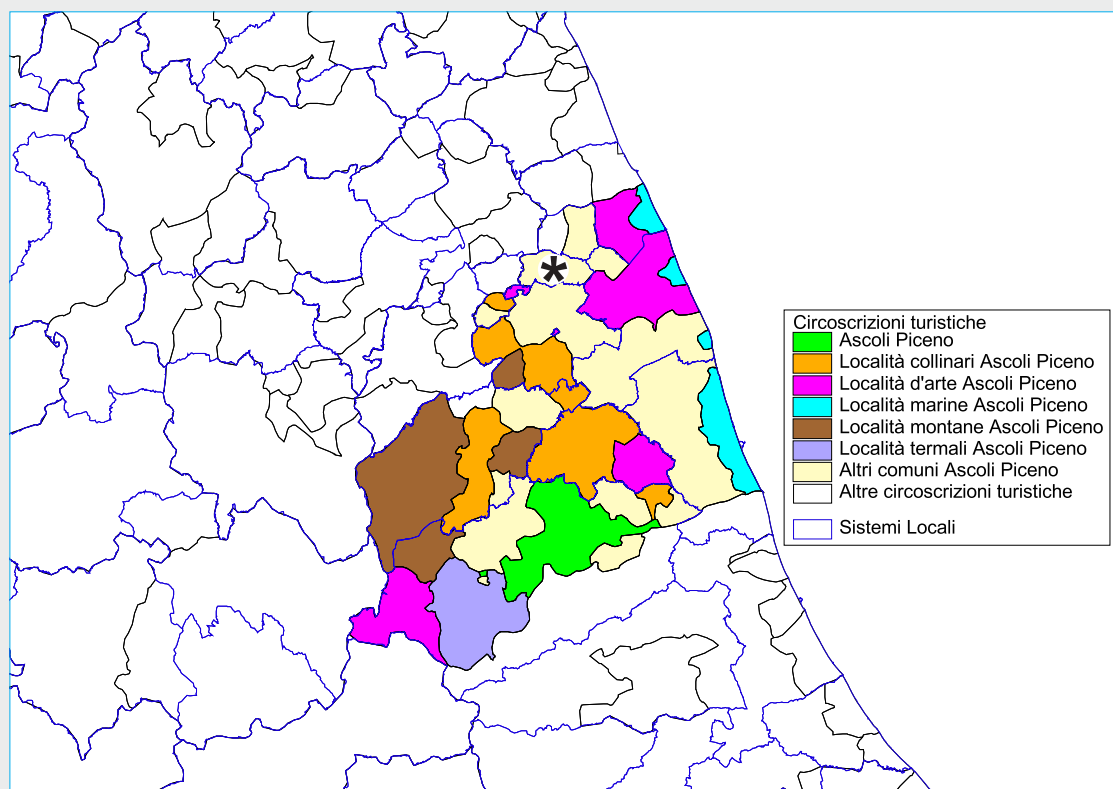 *
Circoscrizioni turistiche
Ascoli Piceno
Località collinari Ascoli Piceno
Località d'arte Ascoli Piceno
Località marine Ascoli Piceno
Località montane Ascoli Piceno
Località termali Ascoli Piceno
Altri comuni Ascoli Piceno
Altre circoscrizioni turistiche
Sistemi Locali